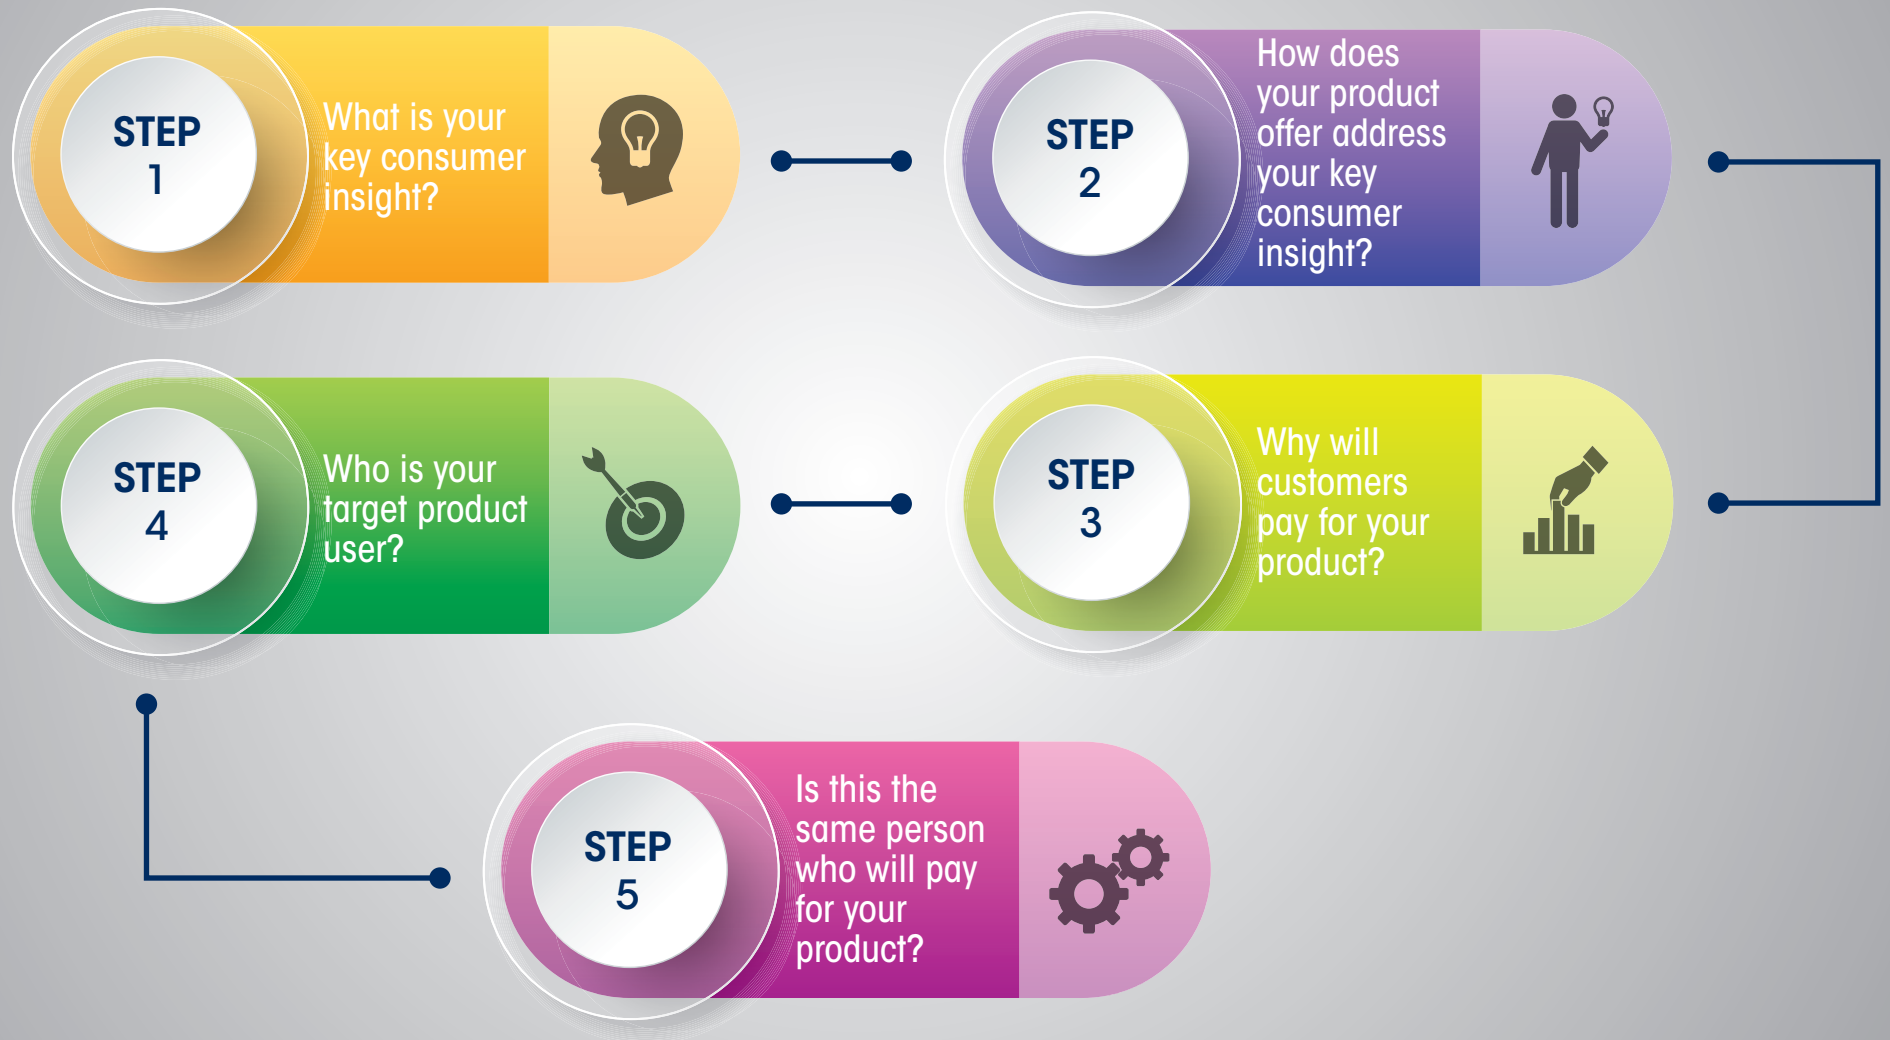 STEP
1
What is your
key consumer
insight?
STEP
2
How does
your product
offer address
your key
consumer
insight?
STEP
3
Why will
customers
pay for your
product?
STEP
4
Who is your
target product
user?
STEP
5
Is this the
same person
who will pay
for your
product?